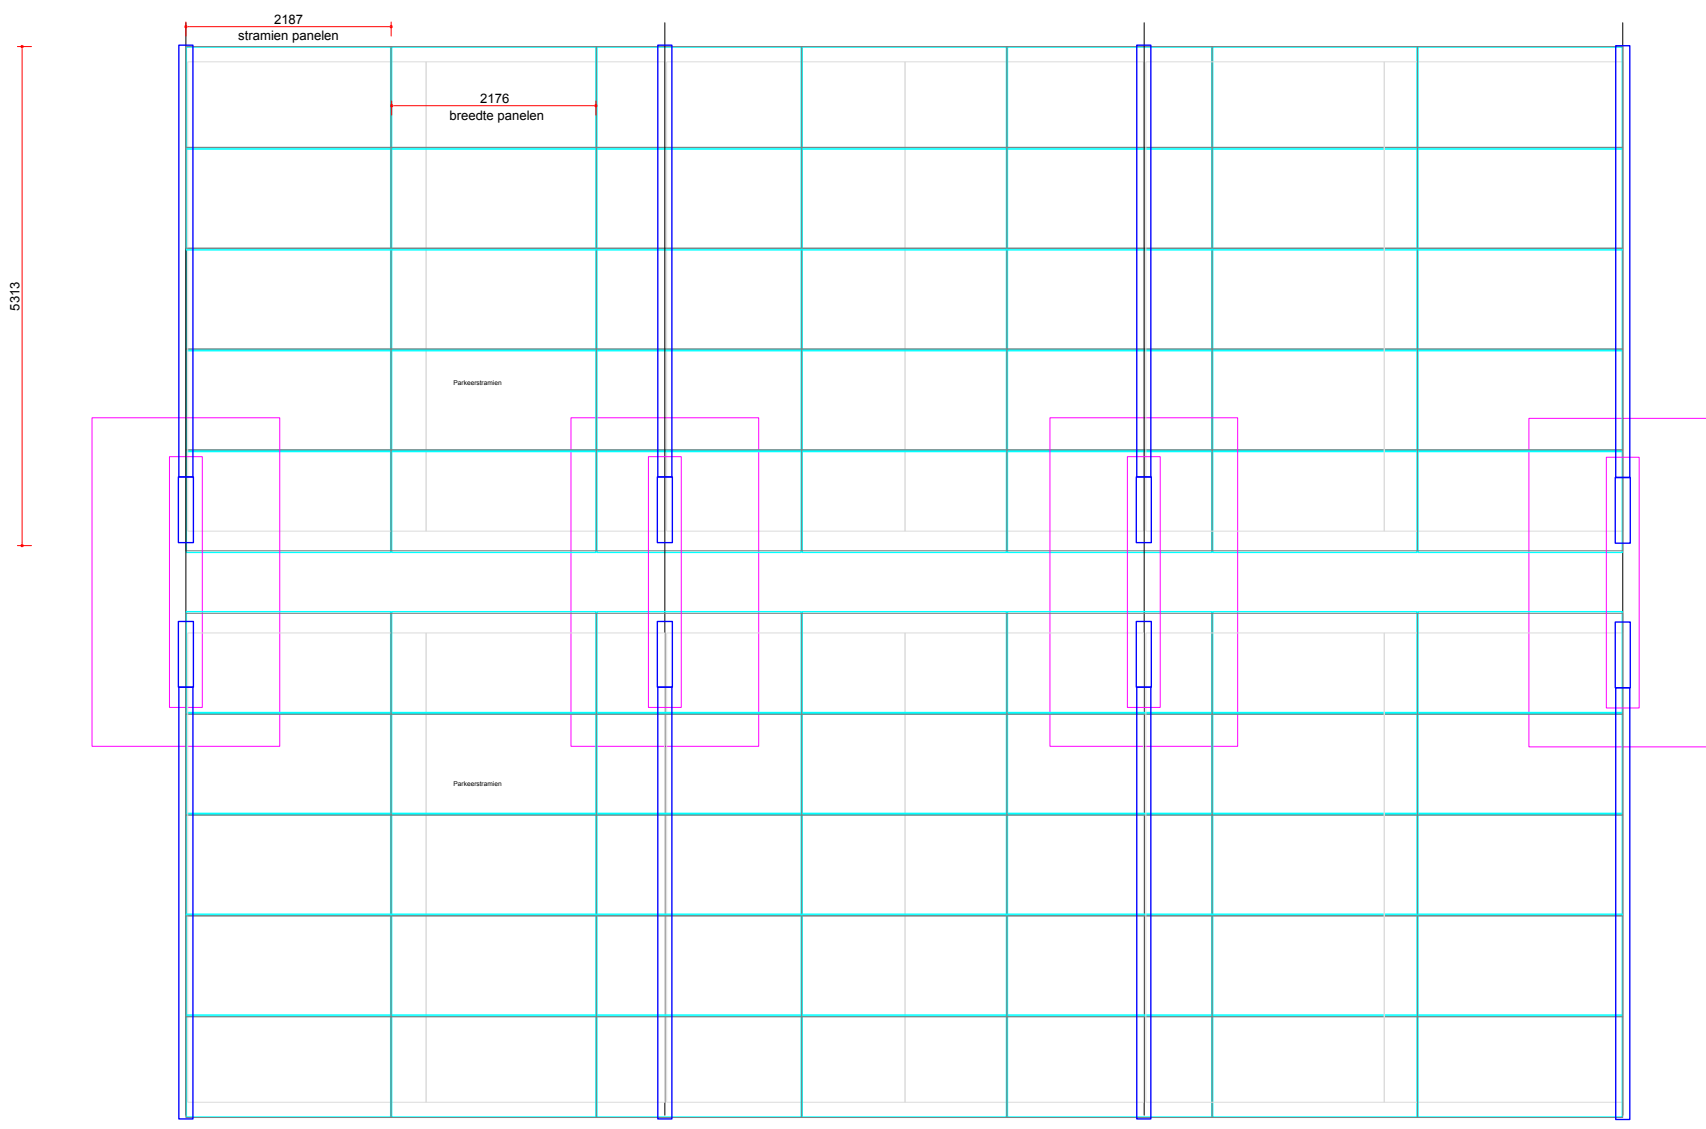 2187
stramien panelen
2176
breedte panelen
5313
Parkeerstramien
Parkeerstramien